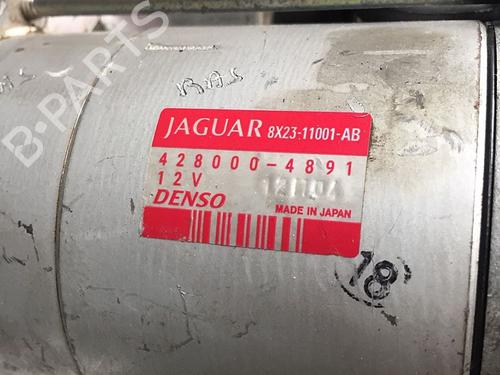 B-PARTS
JAGUAR 8X23-11001-AB
428000-4891
12V
DENSO
MADE IN JAPAN
18